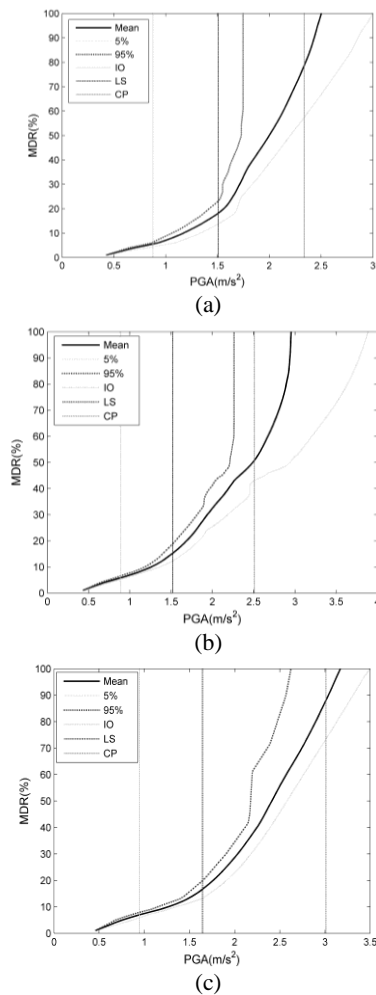 100
90
80
70
60
50
40
30
20
10
0
MDR(%)
Mean
5%
95%
IO
LS
CP
0 0.5 1 1.5 2 2.5 3
PGA(m/s²)
(a)
100
90
80
70
60
50
40
30
20
10
0
MDR(%)
Mean
5%
95%
IO
LS
CP
0 0.5 1 1.5 2 2.5 3 3.5 4
PGA(m/s²)
(b)
100
90
80
70
60
50
40
30
20
10
0
MDR(%)
Mean
5%
95%
IO
LS
CP
0 0.5 1 1.5 2 2.5 3 3.5
PGA(m/s²)
(c)